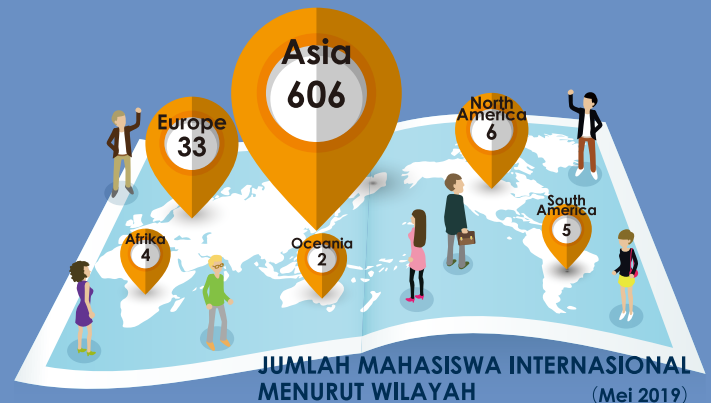 Asia
606
Europe
33
North
America
6
Afrika
4
Oceania
2
South
America
5
JUMLAH MAHASISWA INTERNASIONAL
MENURUT WILAYAH (Mei 2019)